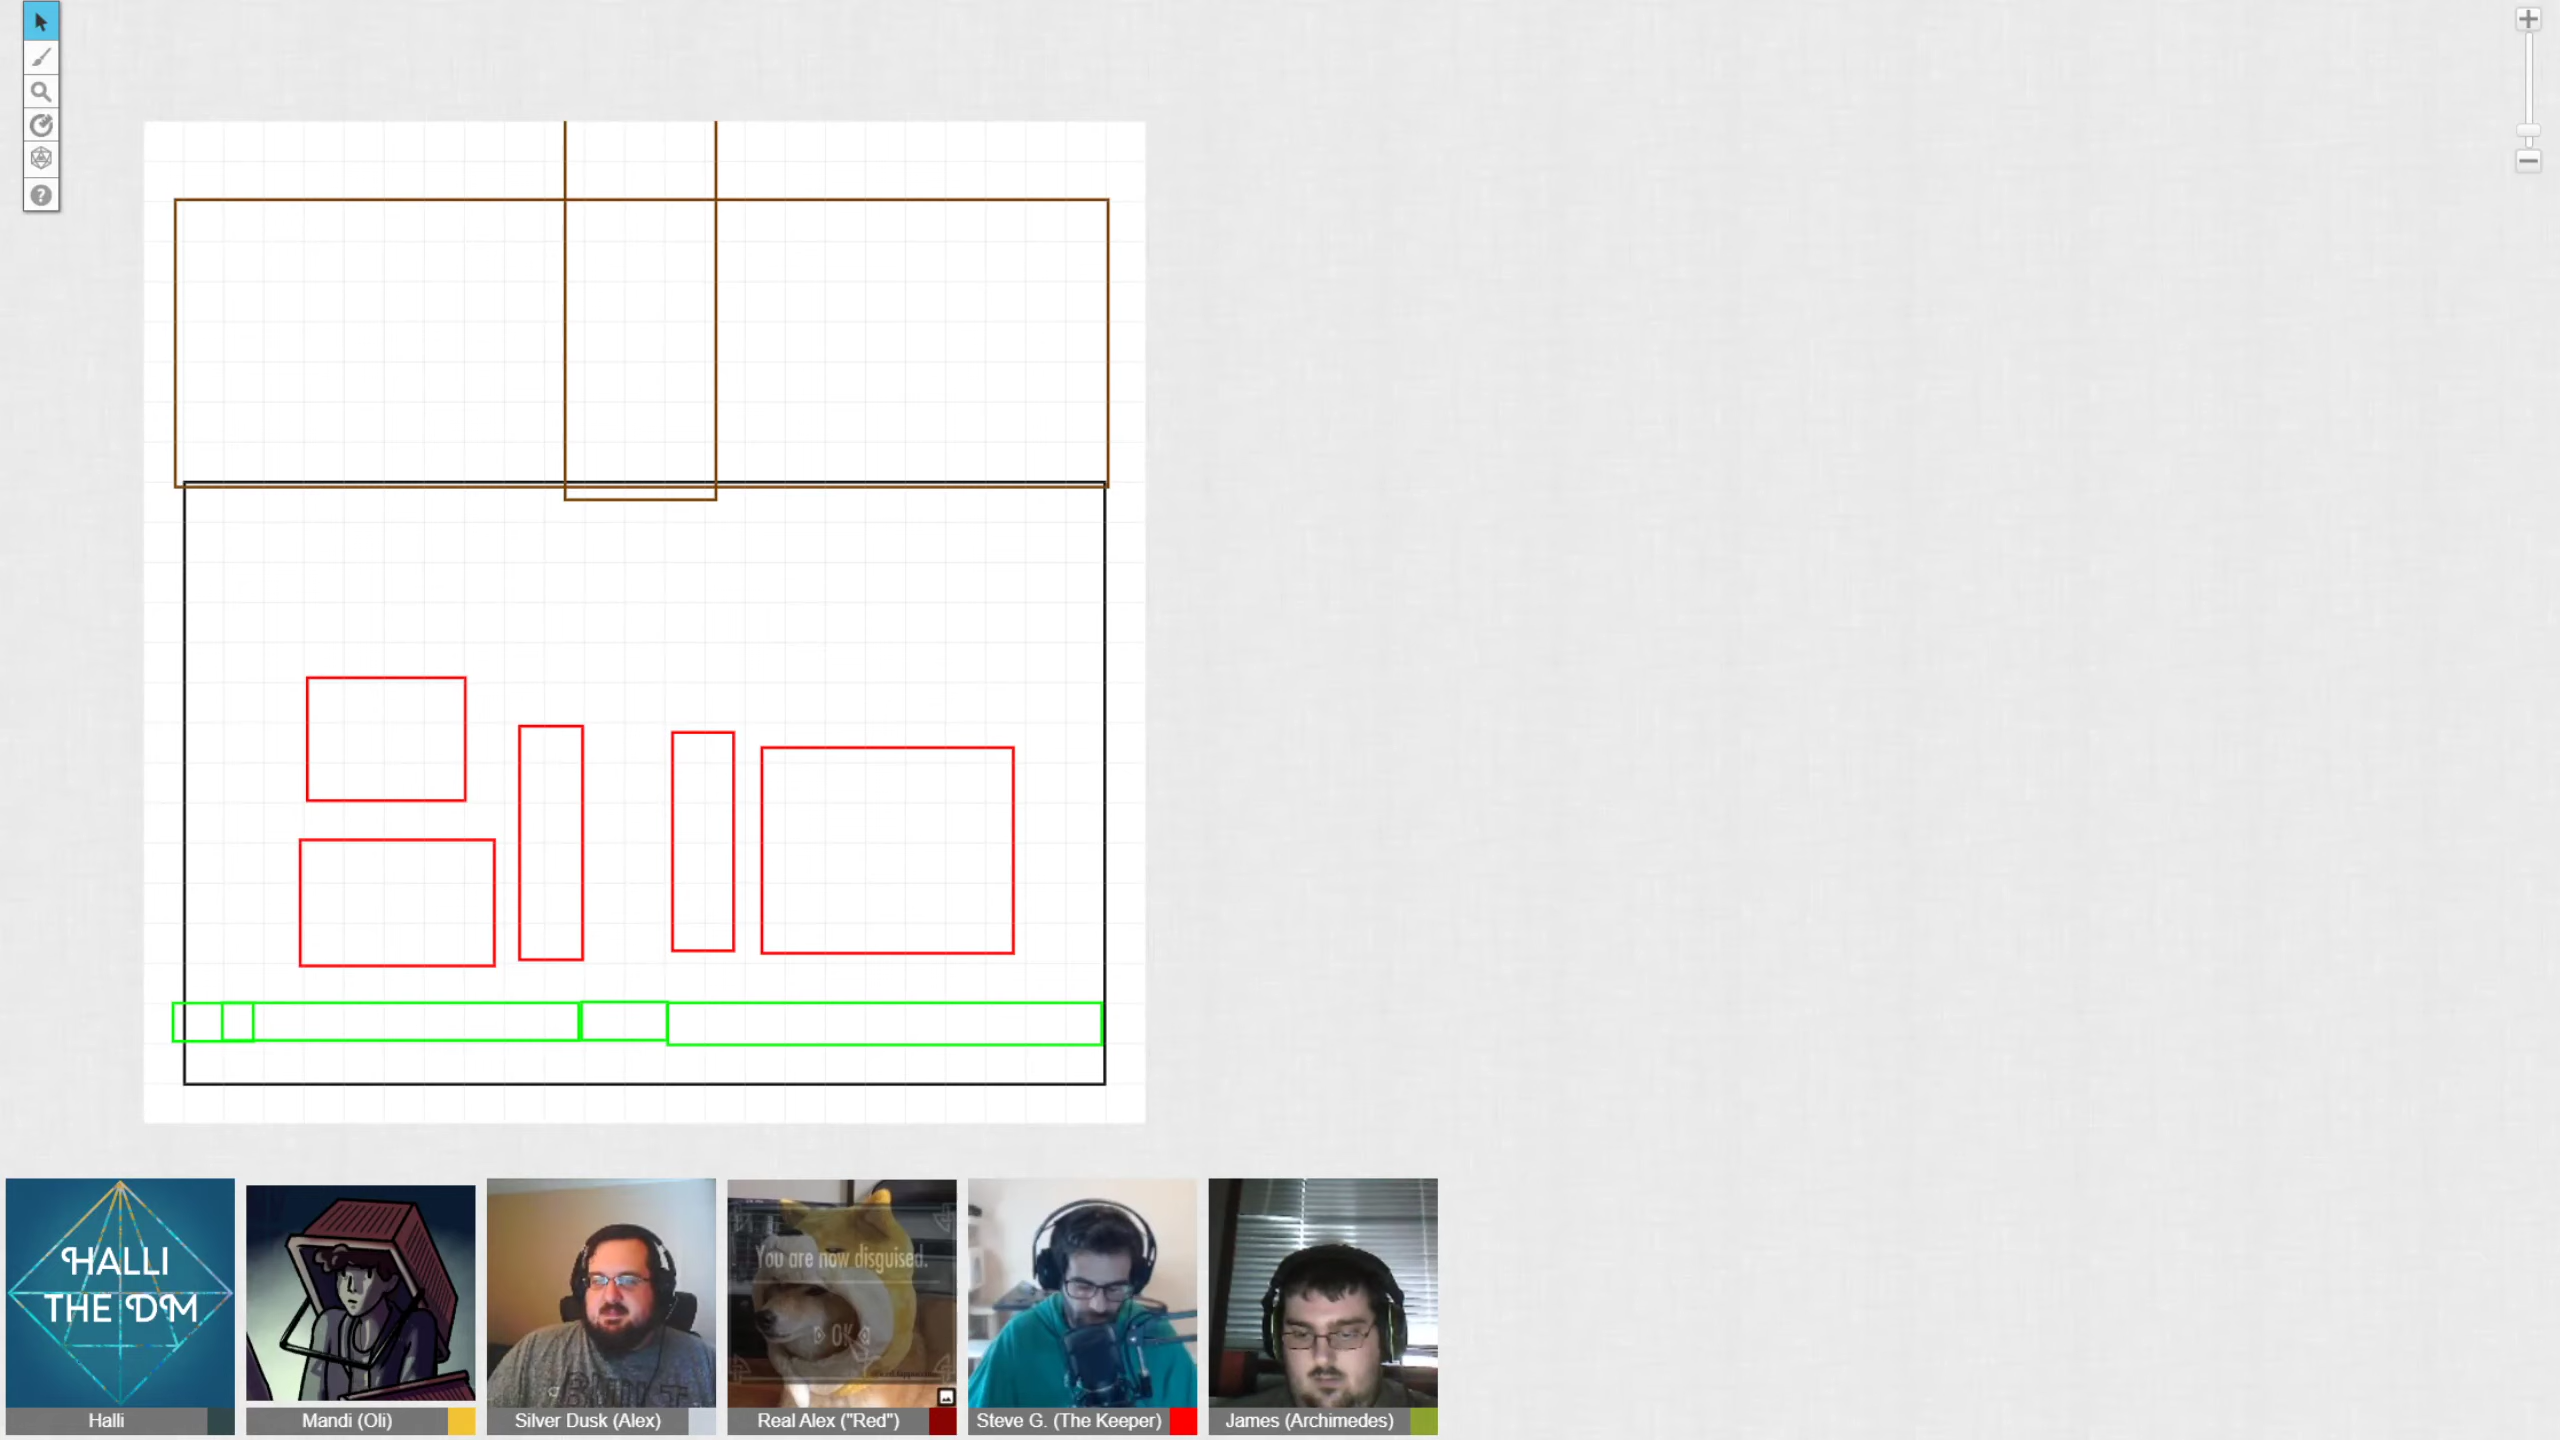 HALLI
THE DM
You are now disguised.
OK
Halli
Mandi (Oli)
Silver Dusk (Alex)
Real Alex ("Red")
Steve G. (The Keeper)
James (Archimedes)